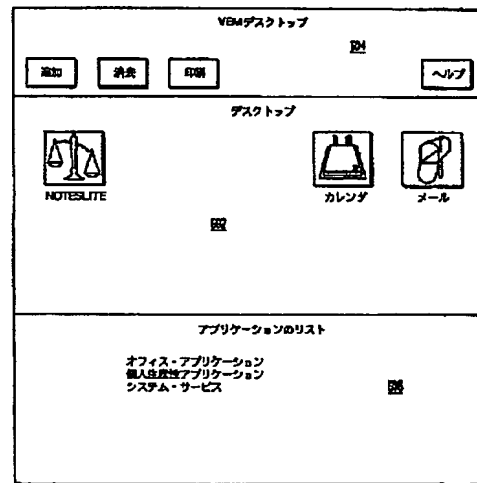 VEMデスクトップ
追加 消去 印刷 ヘルプ
デスクトップ
NOTESLITE カレンダ メール
アプリケーションのリスト
オフィス・アプリケーション
個人生産性アプリケーション
システム・サービス